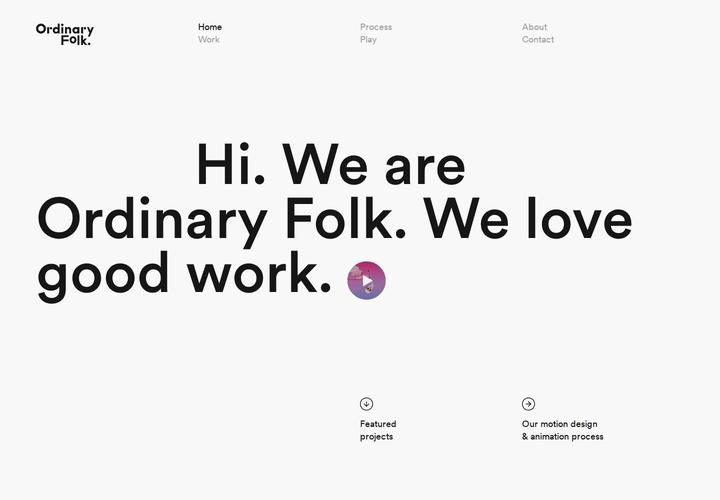 Ordinary
Folk.
Home
Work
Process
Play
About
Contact
Hi. We are
Ordinary Folk. We love
good work.
Featured
projects
Our motion design
& animation process